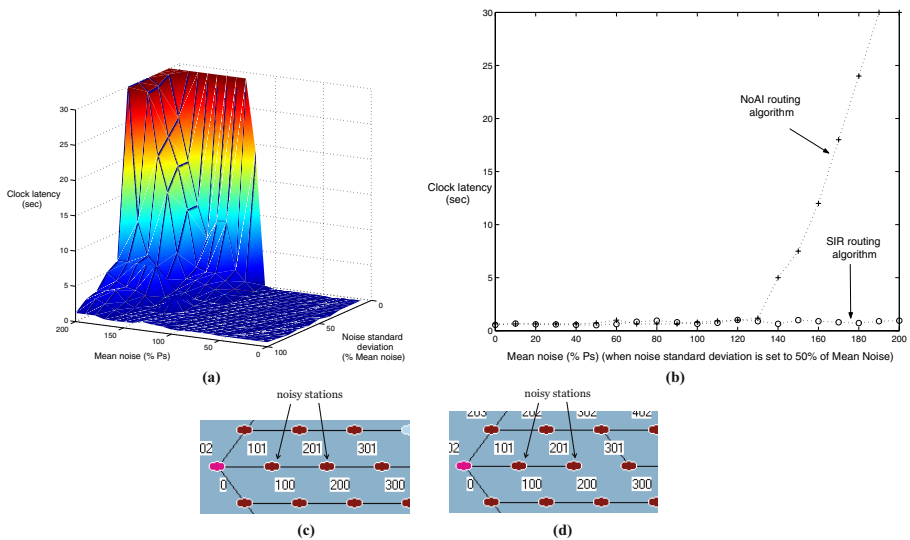 30
25
20
15
10
5
0
Clock latency
(sec)
200
150
100
50
0
Mean noise (% Ps)
100
50
0
Noise standard
deviation
(% Mean noise)
(a)
30
25
20
15
10
5
0
Clock latency
(sec)
NoAI routing
algorithm
SIR routing
algorithm
0 20 40 60 80 100 120 140 160 180 200
Mean noise (% Ps) (when noise standard deviation is set to 50% of Mean Noise)
(b)
noisy stations
02 101 201 301
0 100 200 300
(c)
noisy stations
203 202 302 402
02 101 201 301
0 100 200 300
(d)